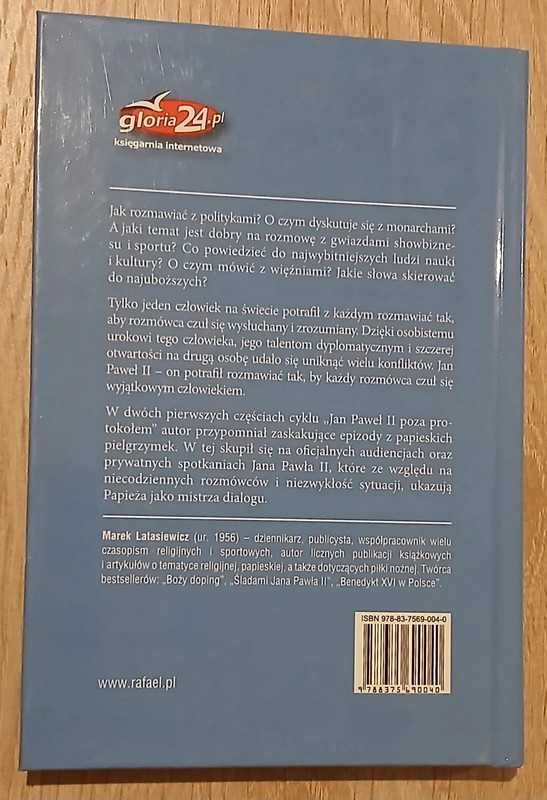 gloria24.pl
księgarnia internetowa
Jak rozmawiać z politykami? O czym dyskutuje się z monarchami?
A jaki temat jest dobry na rozmowę z gwiazdami showbizne-
su i sportu? Co powiedzieć do najwybitniejszych ludzi nauki
i kultury? O czym mówić z więźniami? Jakie słowa skierować
do najuboższych?
Tylko jeden człowiek na świecie potrafił z każdym rozmawiać tak,
aby rozmówca czuł się wysłuchany i zrozumiany. Dzięki osobistemu
urokowi tego człowieka, jego talentom dyplomatycznym i szczerej
otwartości na drugą osobę udało się uniknąć wielu konfliktów. Jan
Paweł II – on potrafił rozmawiać tak, by każdy rozmówca czuł się
wyjątkowym człowiekiem.
W dwóch pierwszych częściach cyklu „Jan Paweł II poza pro-
tokołem” autor przypomniał zaskakujące epizody z papieskich
pielgrzymek. W tej skupił się na oficjalnych audiencjach oraz
prywatnych spotkaniach Jana Pawła II, które ze względu na
niecodziennych rozmówców i niezwykłość sytuacji, ukazują
Papieża jako mistrza dialogu.
Marek Latasiewicz (ur. 1956) – dziennikarz, publicysta, współpracownik wielu
czasopism religijnych i sportowych, autor licznych publikacji książkowych
i artykułów o tematyce religijnej, papieskiej, a także dotyczących piłki nożnej. Twórca
bestsellerów: „Boży doping”, „Śladami Jana Pawła II”, „Benedykt XVI w Polsce”.
ISBN 978-83-7569-004-0
9 788375 690040
www.rafael.pl